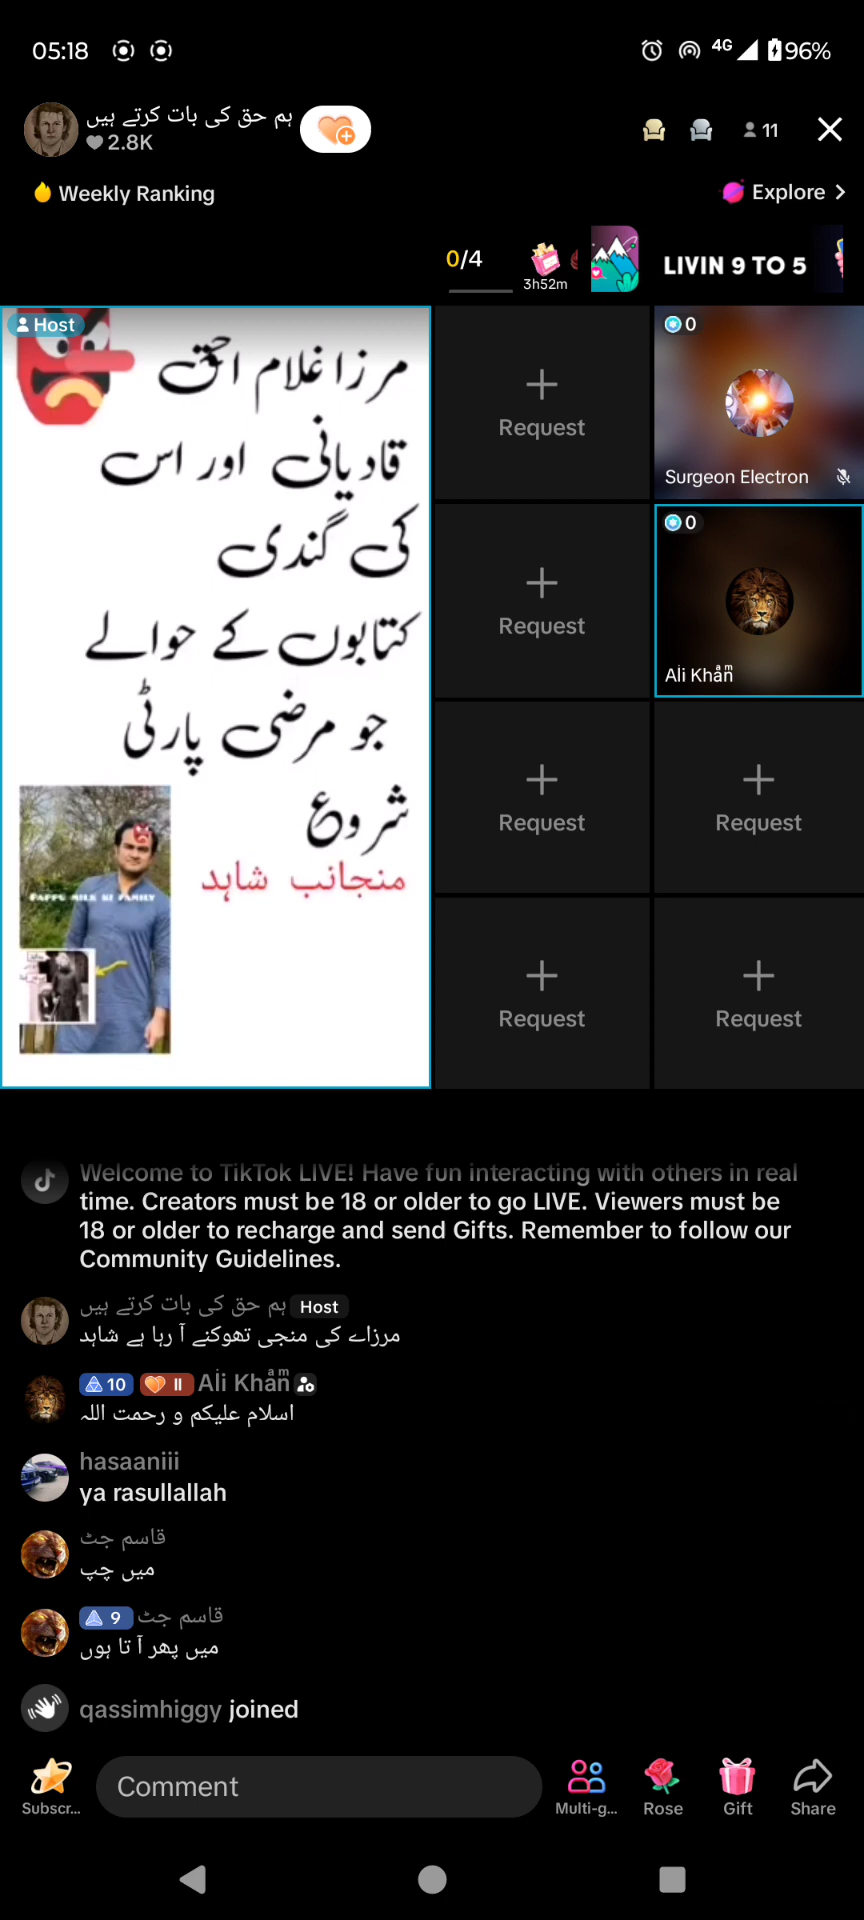 05:18
4G 96%
ہم حق کی بات کرتے ہیں
2.8K
11
Weekly Ranking
Explore
0/4
3h52m
LIVIN 9 TO 5
Host
مرزا غلام احق
قادیانی اور اس
کی گندی
کتابوں کے حوالے
جو مرضی پارٹی
شروع
منجانب شاہد
PAPPU MILK KI FAMILY
Request
0
Surgeon Electron
Request
0
Ali Khan
Request
Request
Request
Request
Welcome to TikTok LIVE! Have fun interacting with others in real
time. Creators must be 18 or older to go LIVE. Viewers must be
18 or older to recharge and send Gifts. Remember to follow our
Community Guidelines.
ہم حق کی بات کرتے ہیں Host
مرزاے کی منجی تھوکنے آ رہا ہے شاہد
10 II Ali Khan
اسلام علیکم و رحمت اللہ
hasaaniii
ya rasullallah
قاسم جٹ
میں چپ
9 قاسم جٹ
میں پھر آ تا ہوں
qassimhiggy joined
Comment
Subscr... Multi-g... Rose Gift Share